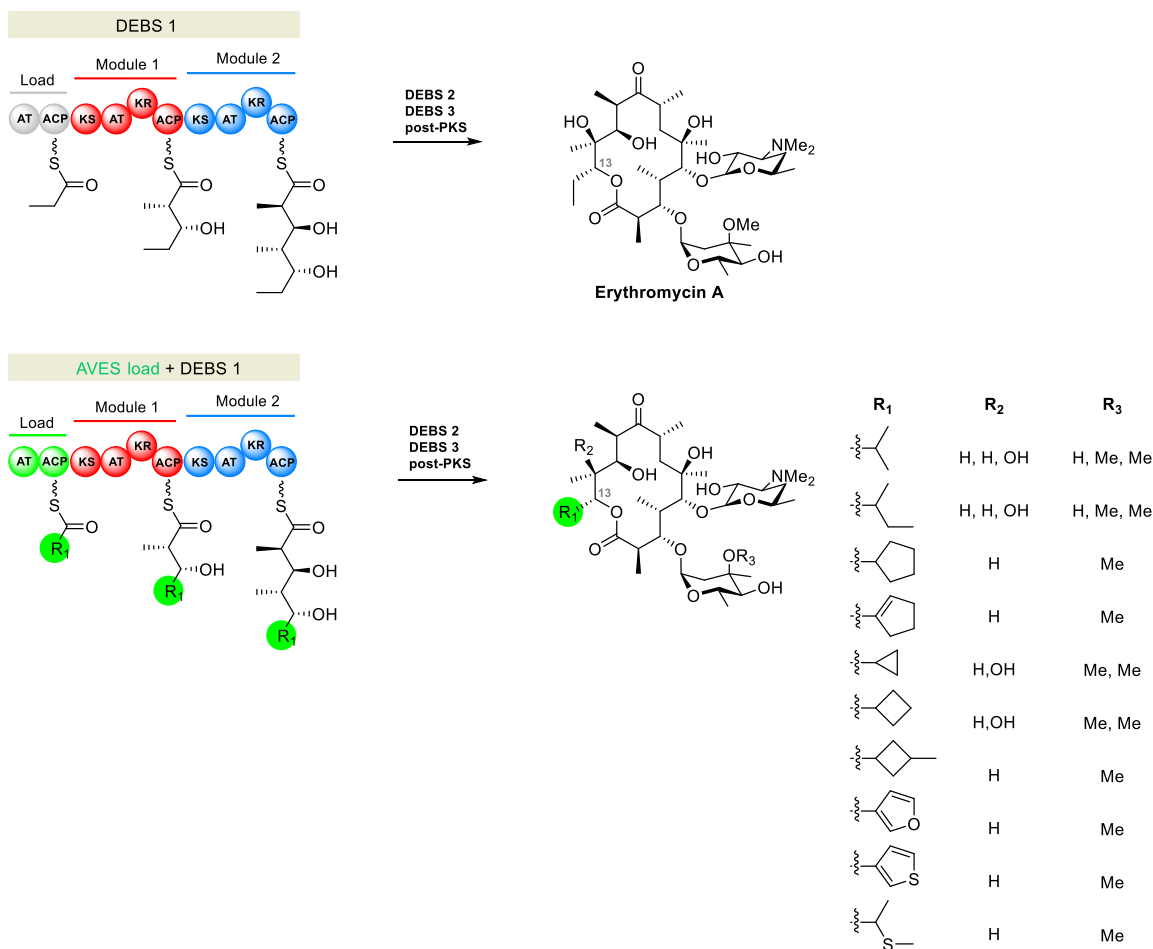 DEBS 1
Load
Module 1
Module 2
AT ACP KS AT KR ACP KS AT KR ACP
S
O
S
O
OH
S
O
OH
OH
DEBS 2
DEBS 3
post-PKS
O
HO
OH
OH
13
O
O
HO
NMe2
O
O
O
OMe
O
OH
Erythromycin A
AVES load + DEBS 1
Load
Module 1
Module 2
AT ACP KS AT KR ACP KS AT KR ACP
S
O
R1
S
O
OH
R1
S
O
OH
OH
R1
DEBS 2
DEBS 3
post-PKS
O
R2
OH
OH
13
R1
O
O
HO
NMe2
O
O
O
OR3
O
OH
R1 R2 R3
H, H, OH H, Me, Me
H, H, OH H, Me, Me
H Me
H Me
H,OH Me, Me
H,OH Me, Me
H Me
O H Me
S H Me
S H Me